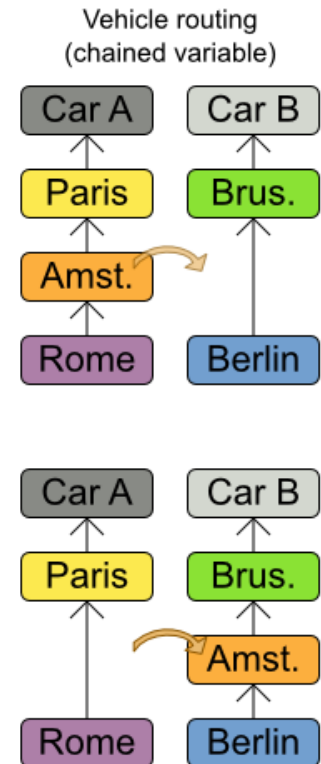 Vehicle routing
(chained variable)
Car A Car B
Paris Brus.
Amst.
Rome Berlin
Car A Car B
Paris Brus.
Amst.
Rome Berlin